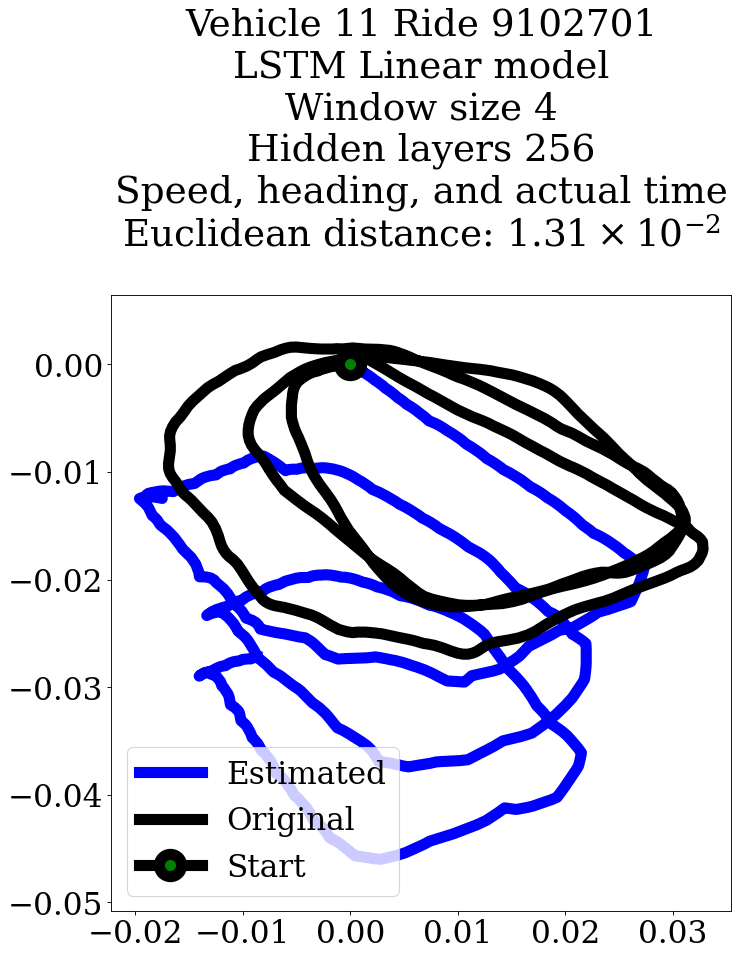 Vehicle 11 Ride 9102701
LSTM Linear model
Window size 4
Hidden layers 256
Speed, heading, and actual time
Euclidean distance: 1.31 × 10⁻²
0.00
−0.01
−0.02
−0.03
−0.04
−0.05
Estimated
Original
Start
−0.02 −0.01 0.00 0.01 0.02 0.03